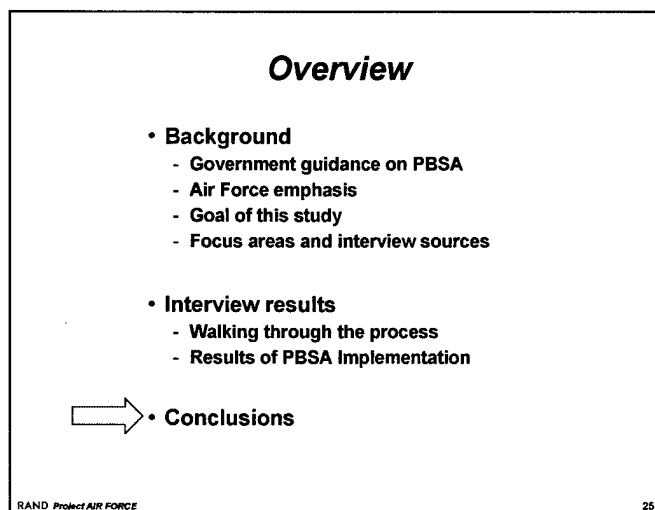 Overview
• Background
- Government guidance on PBSA
- Air Force emphasis
- Goal of this study
- Focus areas and interview sources
• Interview results
- Walking through the process
- Results of PBSA Implementation
• Conclusions
RAND Project AIR FORCE 25